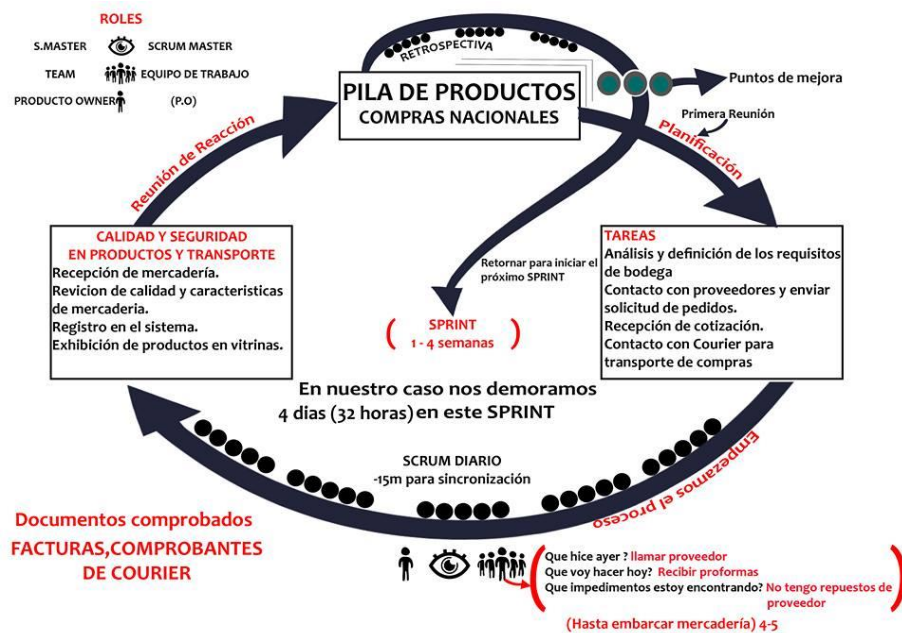 ROLES
S.MASTER SCRUM MASTER
TEAM EQUIPO DE TRABAJO
PRODUCTO OWNER (P.O)
RETROSPECTIVA
Puntos de mejora
PILA DE PRODUCTOS
COMPRAS NACIONALES
Primera Reunión
Planificación
Reunión de Reacción
CALIDAD Y SEGURIDAD
EN PRODUCTOS Y TRANSPORTE
Recepción de mercadería.
Revicion de calidad y caracteristicas
de mercaderia.
Registro en el sistema.
Exhibición de productos en vitrinas.
TAREAS
Análisis y definición de los requisitos
de bodega
Contacto con proveedores y enviar
solicitud de pedidos.
Recepción de cotización.
Contacto con Courier para
transporte de compras
Retornar para iniciar el
próximo SPRINT
( SPRINT )
1 - 4 semanas
En nuestro caso nos demoramos
4 días (32 horas) en este SPRINT
SCRUM DIARIO
-15m para sincronización
Empezamos el proceso
Documentos comprobados
FACTURAS,COMPROBANTES
DE COURIER
Que hice ayer ? llamar proveedor
Que voy hacer hoy? Recibir proformas
Que impedimentos estoy encontrando? No tengo repuestos de
proveedor
(Hasta embarcar mercadería) 4-5